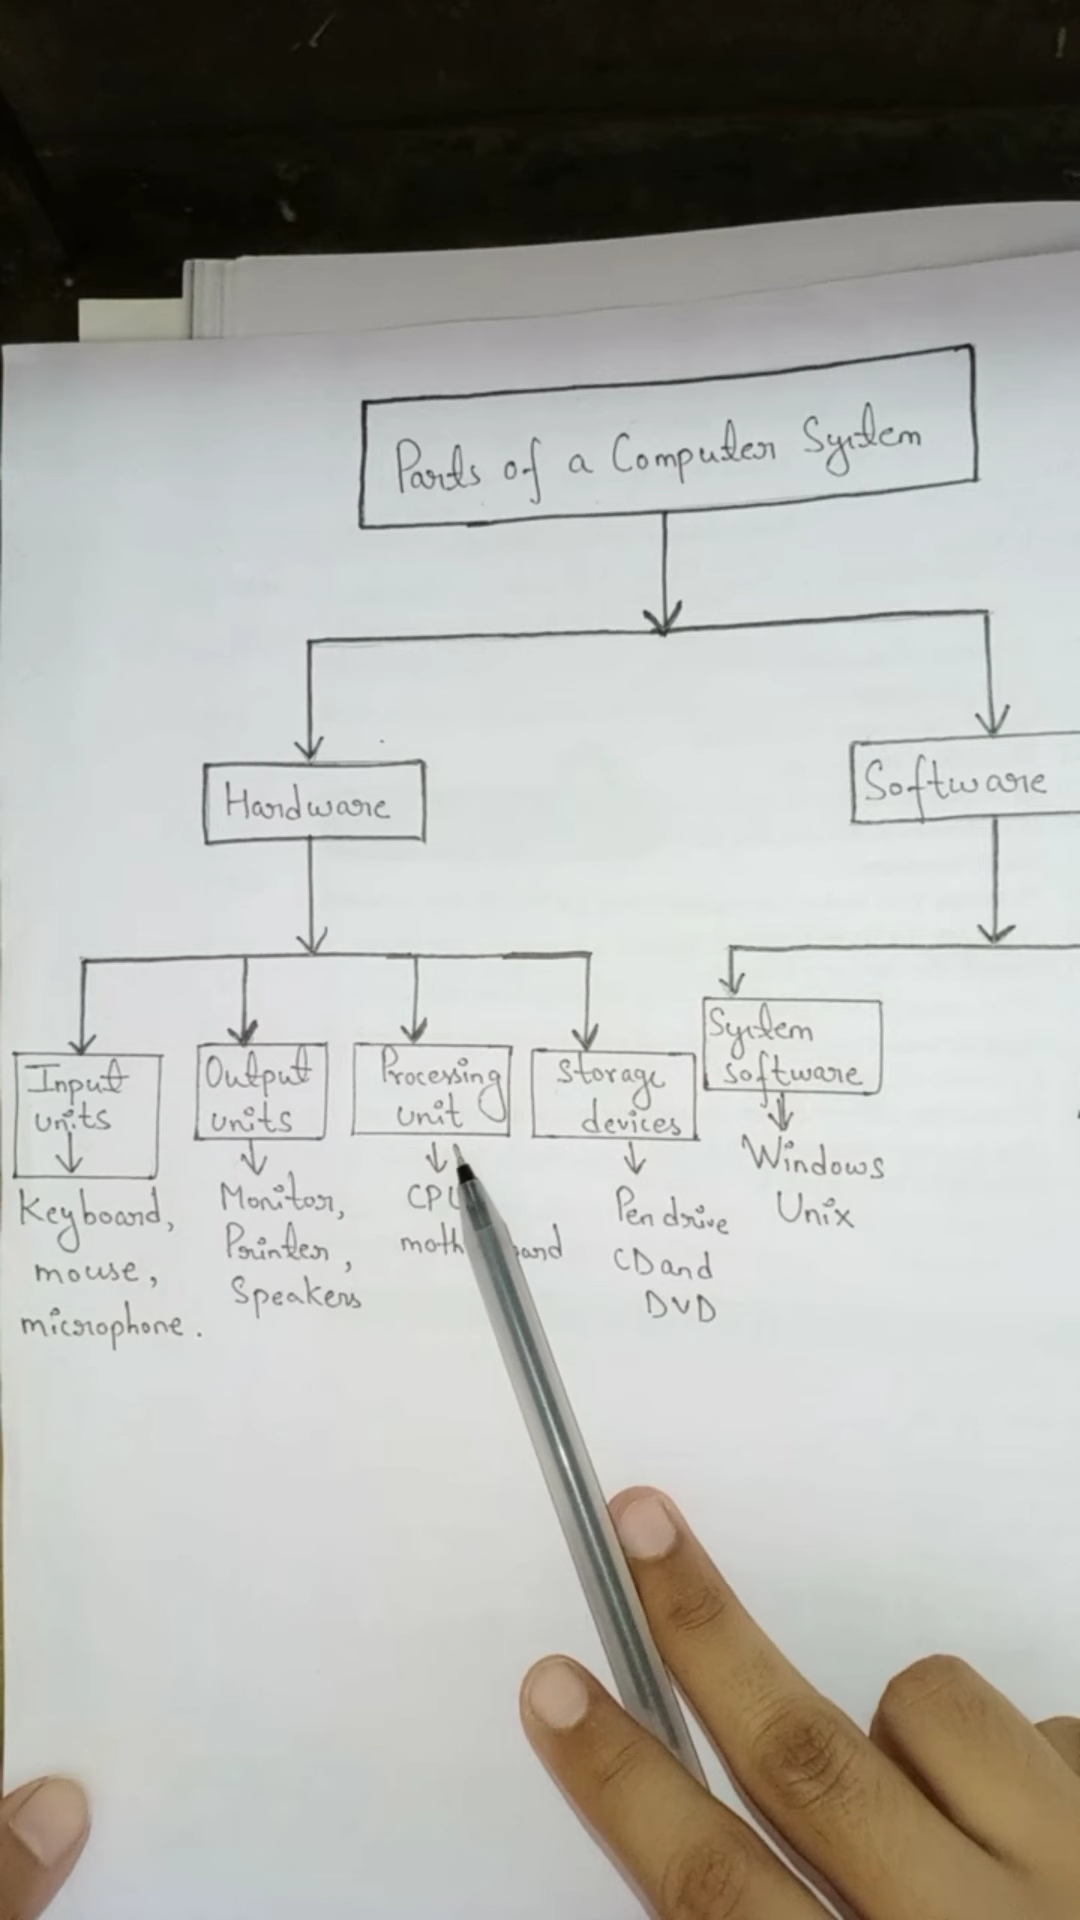 Parts of a Computer System
Hardware
Software
Input
units
Keyboard,
mouse,
microphone.
Output
units
Monitor,
Printer,
Speakers
Processing
unit
Storage
devices
Pen drive
CD and
DVD
System
software
Windows
Unix